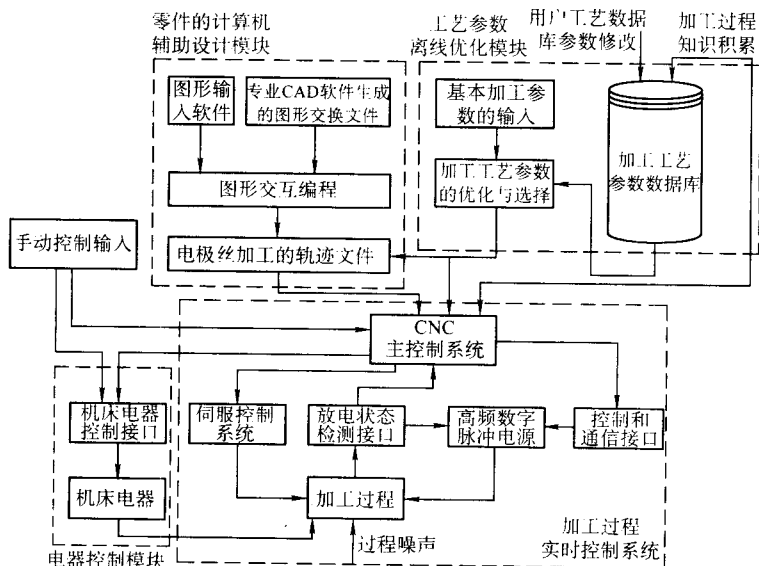 零件的计算机
辅助设计模块
工艺参数
离线优化模块
用户工艺数据
库参数修改
加工过程
知识积累
图形输
入软件
专业CAD软件生成
的图形交换文件
基本加工参
数的输入
加工工艺
参数数据库
图形交互编程
加工工艺参数
的优化与选择
手动控制输入
电极丝加工的轨迹文件
CNC
主控制系统
机床电器
控制接口
伺服控制
系统
放电状态
检测接口
高频数字
脉冲电源
控制和
通信接口
机床电器
加工过程
过程噪声
加工过程
实时控制系统
电器控制模块